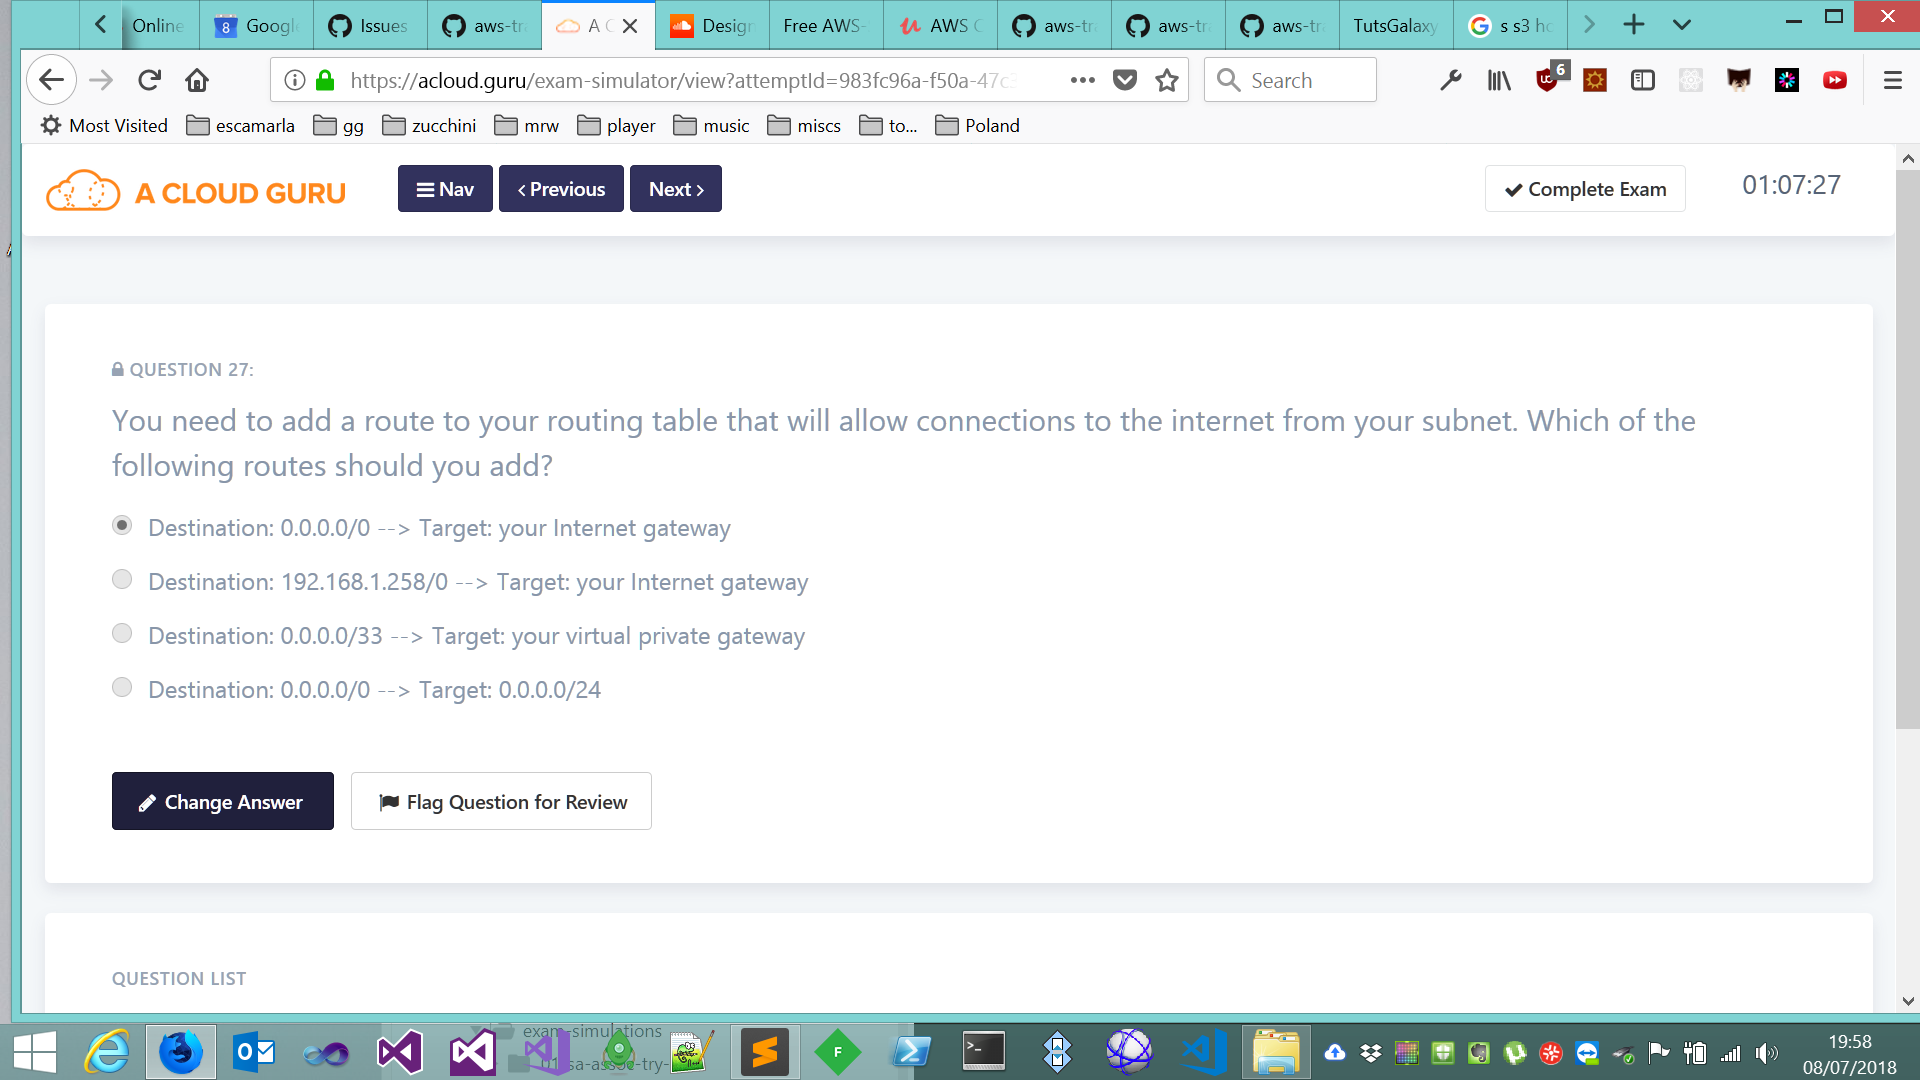 Online
Google
Issues
aws-tr
A C
Design
Free AWS-
AWS C
aws-tr
aws-tr
aws-tr
TutsGalaxy
s s3 ho
https://acloud.guru/exam-simulator/view?attemptId=983fc96a-f50a-47c
Search
6
Most Visited
escamarla
gg
zucchini
mrw
player
music
miscs
to...
Poland
A CLOUD GURU
Nav
Previous
Next
Complete Exam
01:07:27
QUESTION 27:
You need to add a route to your routing table that will allow connections to the internet from your subnet. Which of the
following routes should you add?
Destination: 0.0.0.0/0 --> Target: your Internet gateway
Destination: 192.168.1.258/0 --> Target: your Internet gateway
Destination: 0.0.0.0/33 --> Target: your virtual private gateway
Destination: 0.0.0.0/0 --> Target: 0.0.0.0/24
Change Answer
Flag Question for Review
QUESTION LIST
exam-simulations
19:58
08/07/2018